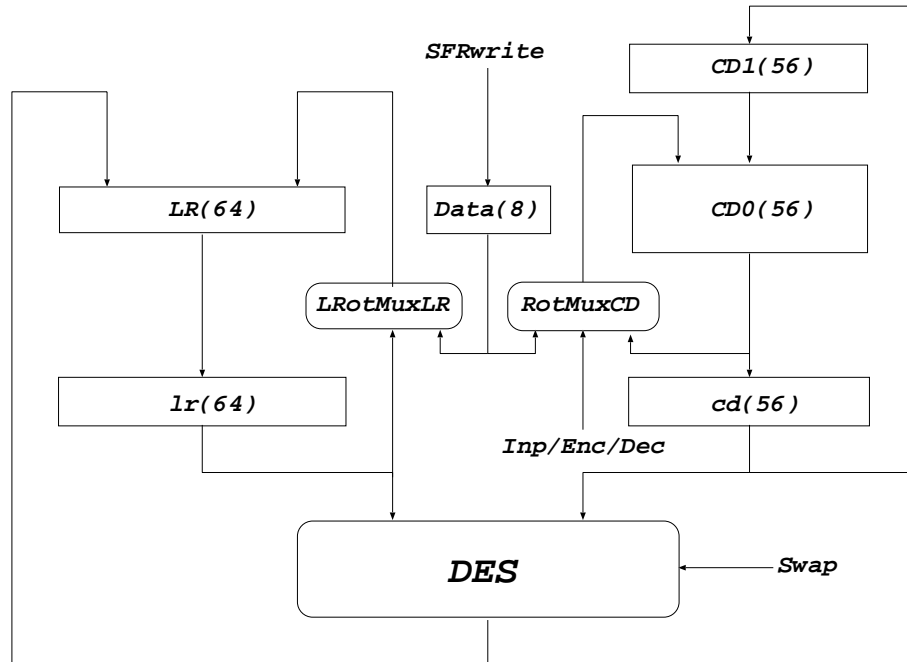 SFRwrite
CD1(56)
LR(64)
Data(8)
CD0(56)
LRotMuxLR
RotMuxCD
lr(64)
cd(56)
Inp/Enc/Dec
DES
Swap